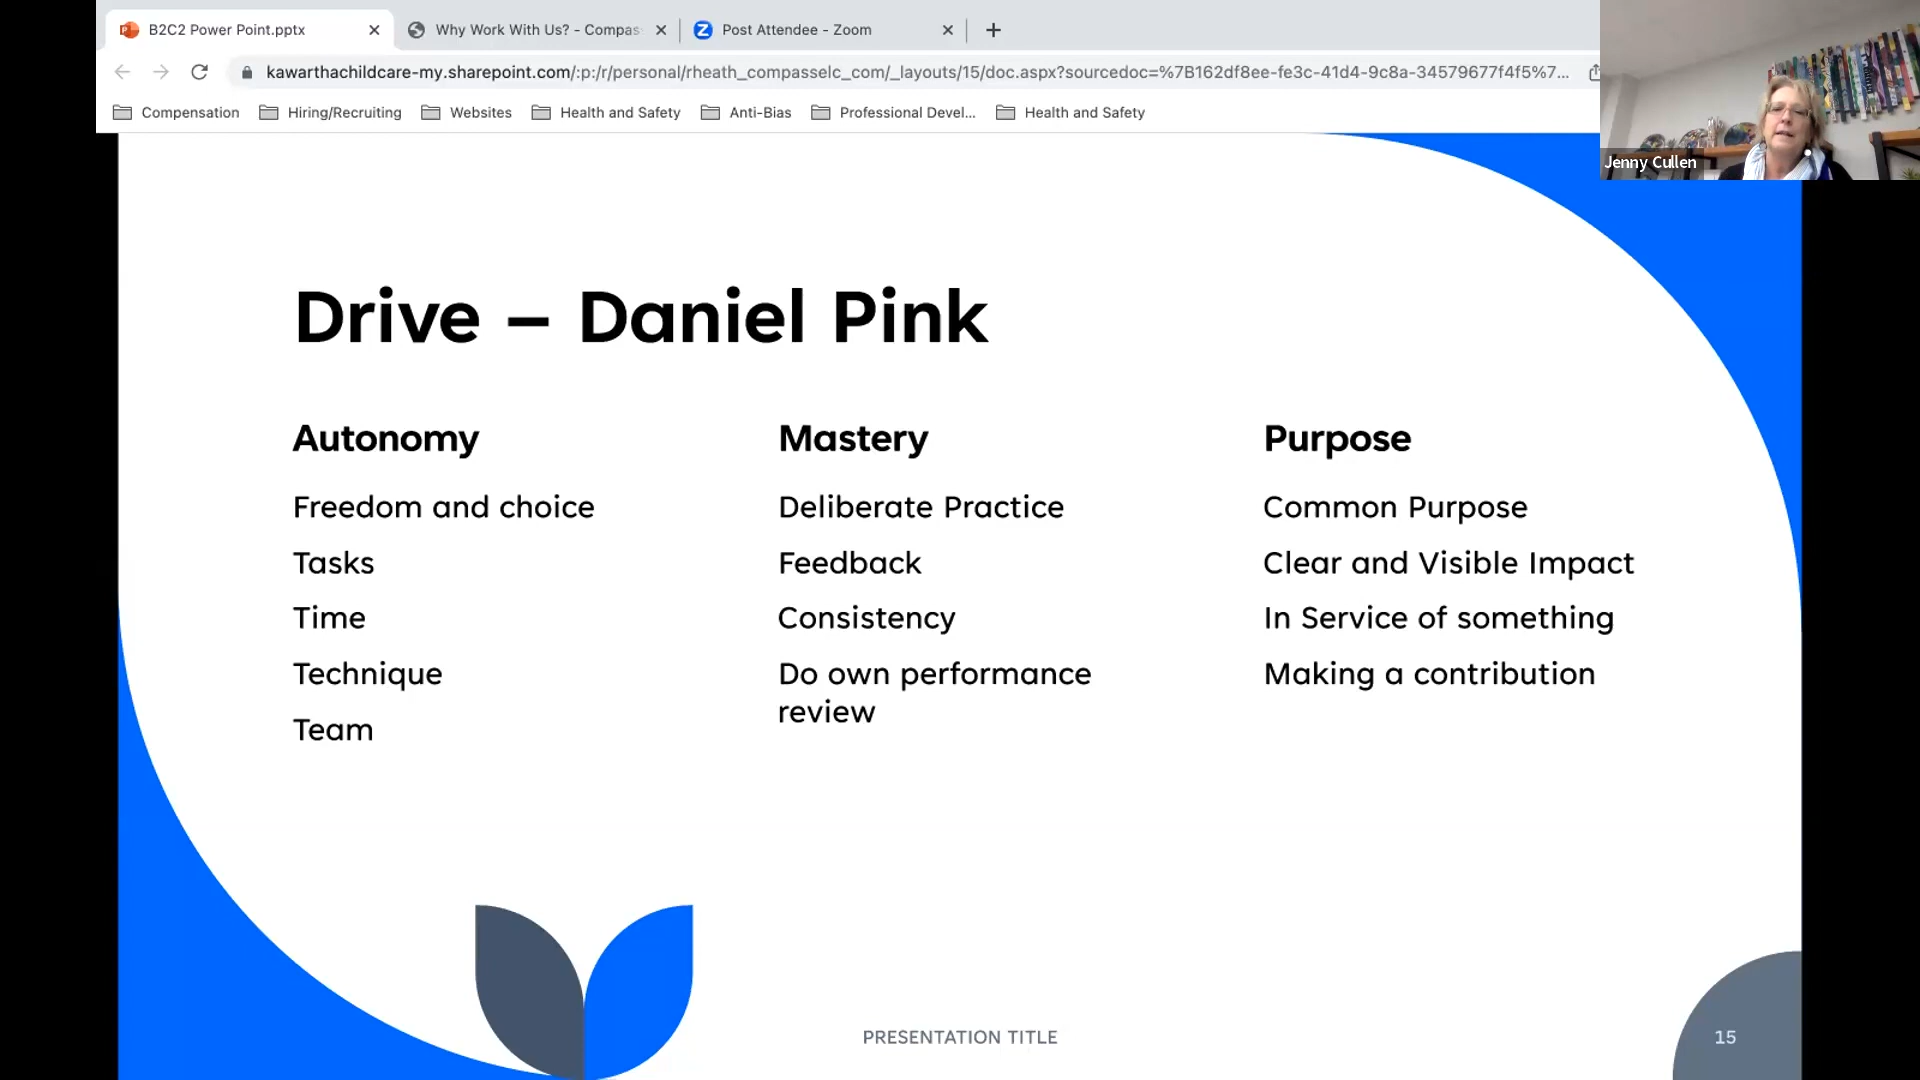 B2C2 Power Point.pptx
Why Work With Us? - Compas
Post Attendee - Zoom
kawarthachildcare-my.sharepoint.com/:p:/r/personal/rheath_compasselc_com/_layouts/15/doc.aspx?sourcedoc=%7B162df8ee-fe3c-41d4-9c8a-34579677f4f5%7...
Compensation
Hiring/Recruiting
Websites
Health and Safety
Anti-Bias
Professional Devel...
Health and Safety
Jenny Cullen
Drive – Daniel Pink
Autonomy
Freedom and choice
Tasks
Time
Technique
Team
Mastery
Deliberate Practice
Feedback
Consistency
Do own performance
review
Purpose
Common Purpose
Clear and Visible Impact
In Service of something
Making a contribution
PRESENTATION TITLE
15